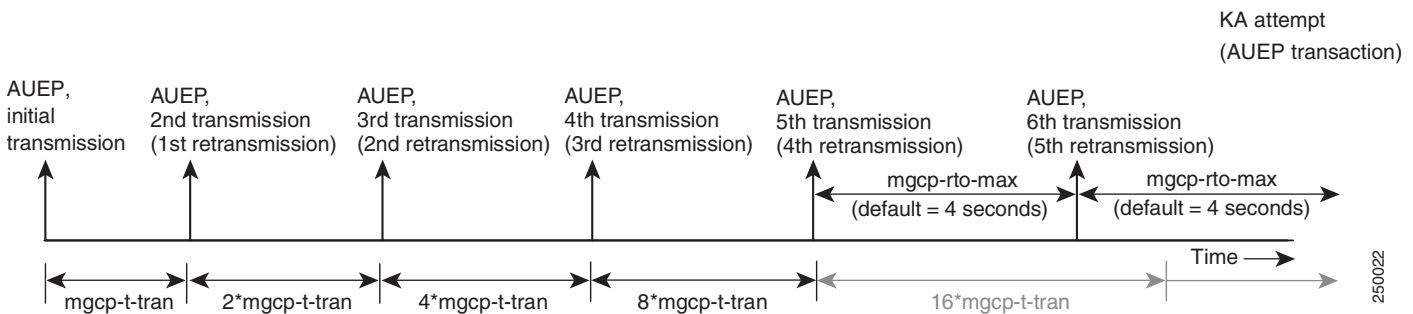 KA attempt
(AUEP transaction)
AUEP,
initial
transmission
AUEP,
2nd transmission
(1st retransmission)
AUEP,
3rd transmission
(2nd retransmission)
AUEP,
4th transmission
(3rd retransmission)
AUEP,
5th transmission
(4th retransmission)
AUEP,
6th transmission
(5th retransmission)
mgcp-rto-max
(default = 4 seconds)
mgcp-rto-max
(default = 4 seconds)
Time
mgcp-t-tran
2*mgcp-t-tran
4*mgcp-t-tran
8*mgcp-t-tran
16*mgcp-t-tran
250022